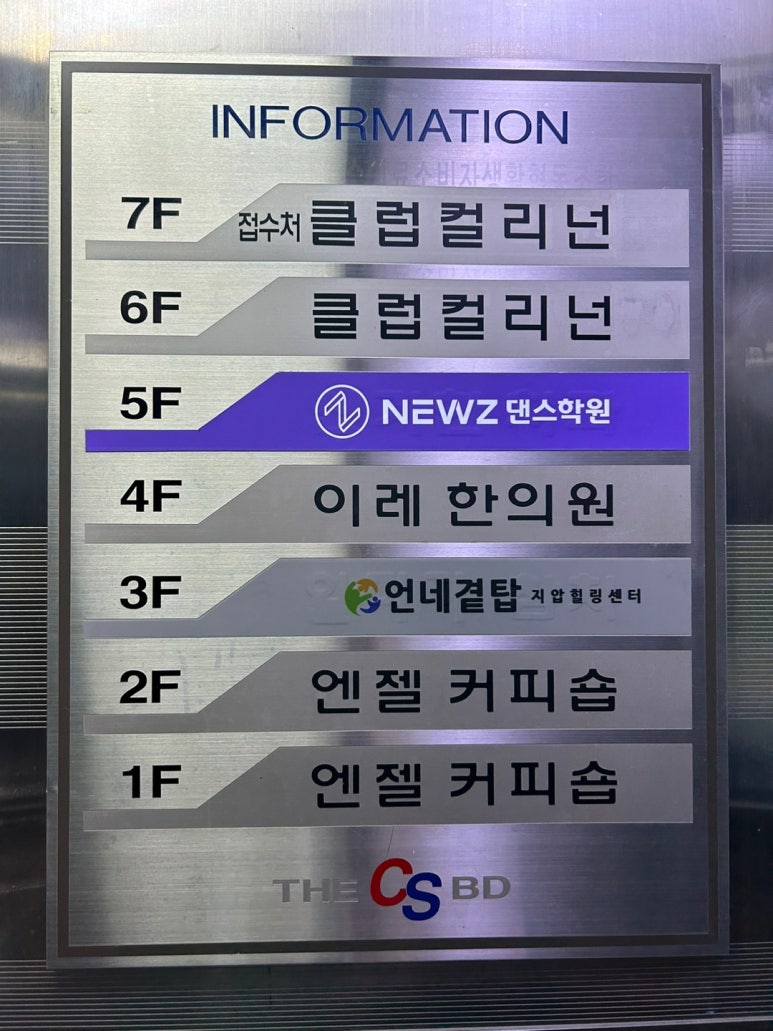 INFORMATION
7F 접수처 클럽컬리넌
6F 클럽컬리넌
5F NEWZ 댄스학원
4F 이레 한의원
3F 언네곁탑 지압힐링센터
2F 엔젤 커피숍
1F 엔젤 커피숍
THE CS BD